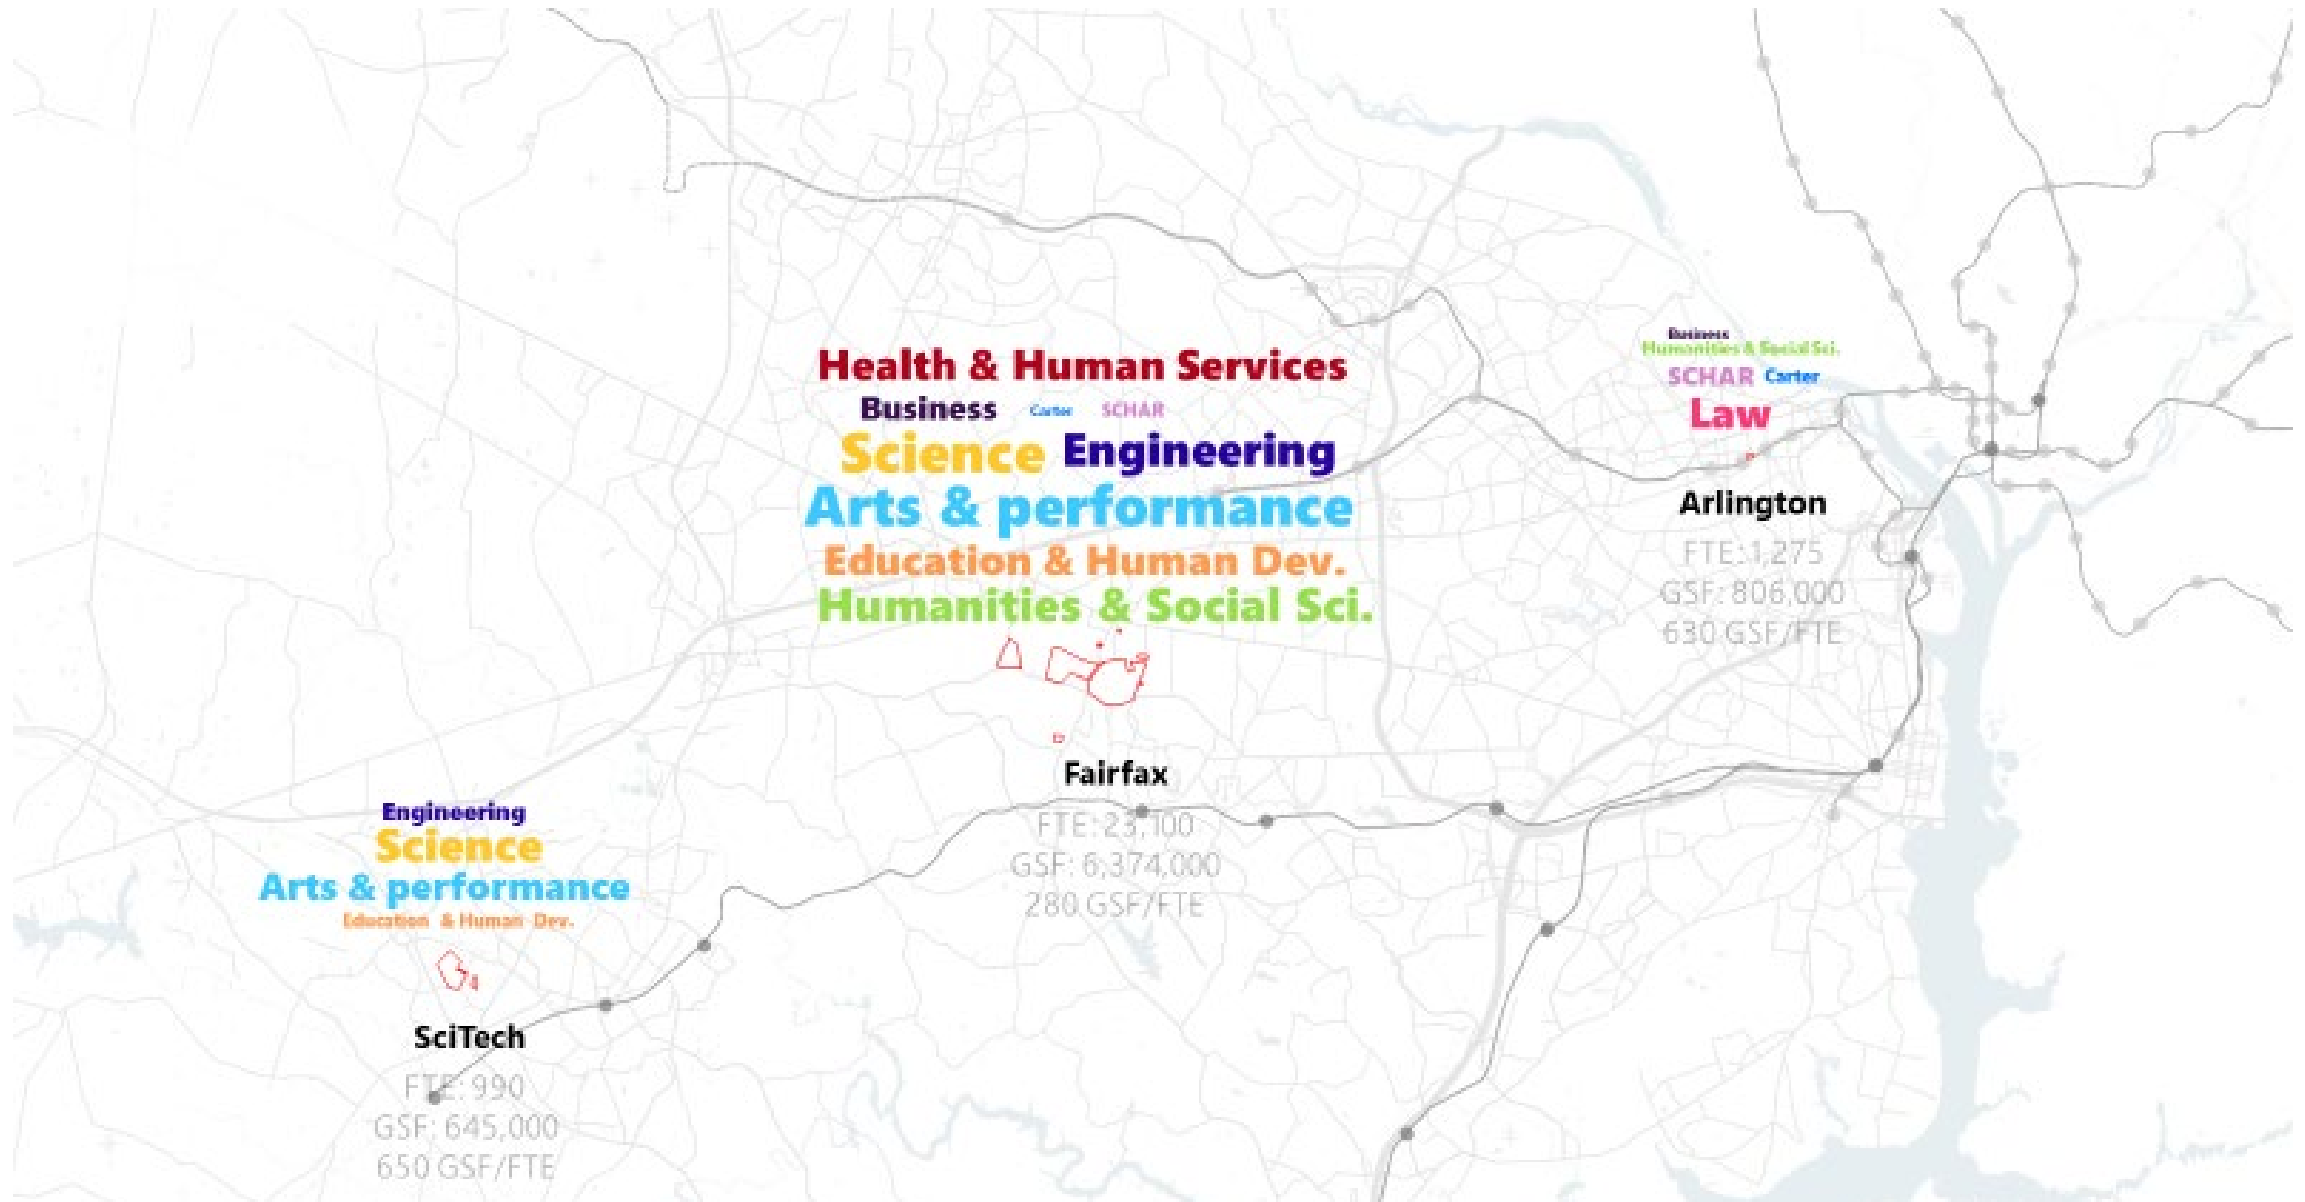 Health & Human Services
Business Carter SCHAR
Science Engineering
Arts & performance
Education & Human Dev.
Humanities & Social Sci.
Fairfax
FTE: 23,100
GSF: 6,374,000
280 GSF/FTE
Business
Humanities & Social Sci.
SCHAR Carter
Law
Arlington
FTE: 1,275
GSF: 806,000
630 GSF/FTE
Engineering
Science
Arts & performance
Education & Human Dev.
SciTech
FTE: 990
GSF: 645,000
650 GSF/FTE